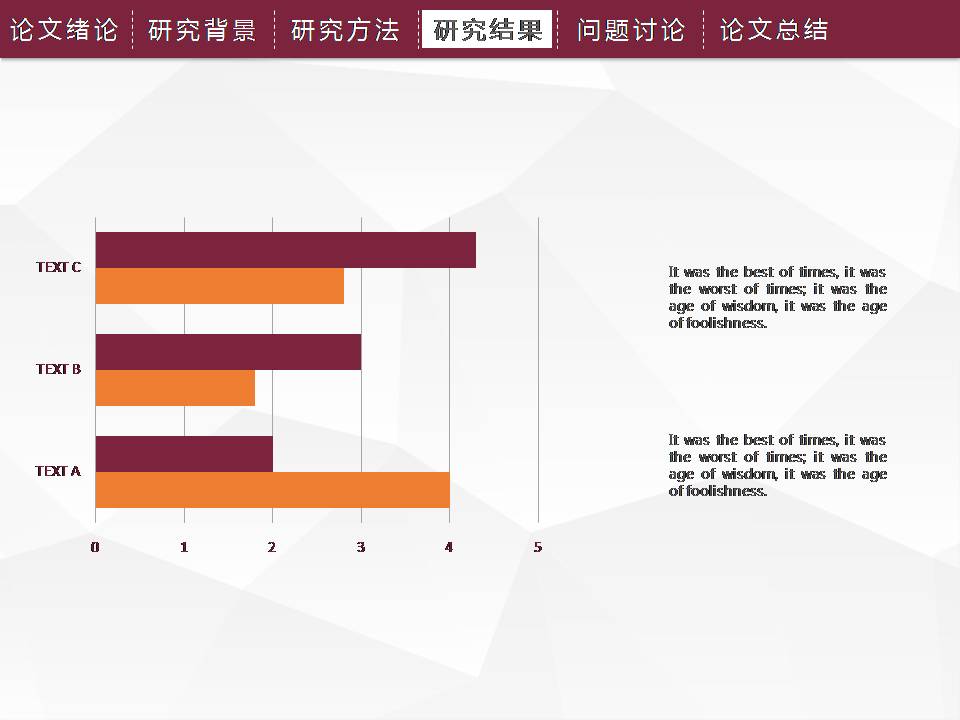 论文绪论 研究背景 研究方法 研究结果 问题讨论 论文总结
TEXT C
TEXT B
TEXT A
0 1 2 3 4 5
It was the best of times, it was
the worst of times; it was the
age of wisdom, it was the age
of foolishness.
It was the best of times, it was
the worst of times; it was the
age of wisdom, it was the age
of foolishness.